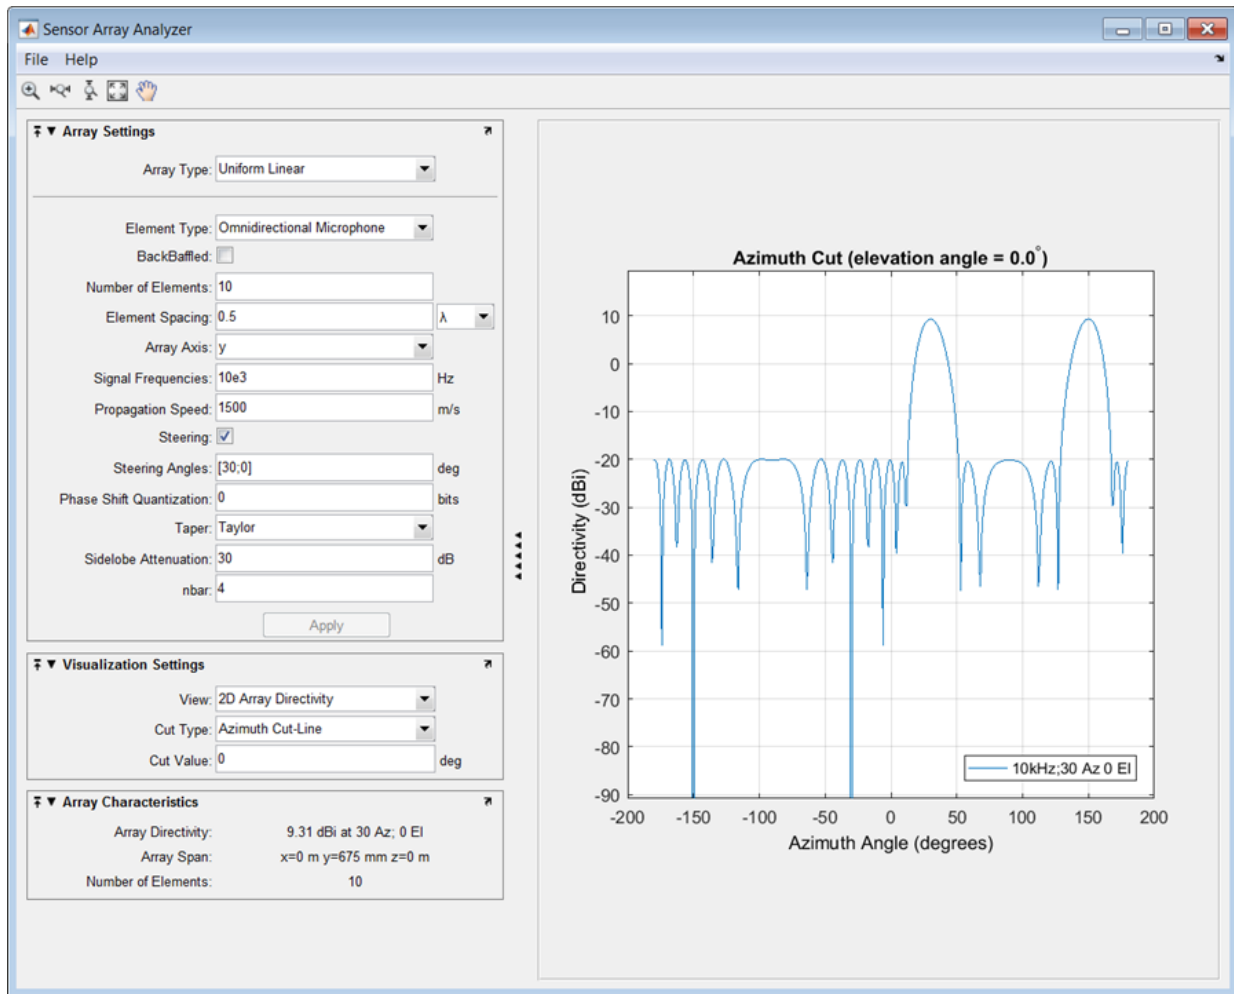 Sensor Array Analyzer
File Help
Array Settings
Array Type: Uniform Linear
Element Type: Omnidirectional Microphone
BackBaffled:
Number of Elements: 10
Element Spacing: 0.5 λ
Array Axis: y
Signal Frequencies: 10e3 Hz
Propagation Speed: 1500 m/s
Steering:
Steering Angles: [30;0] deg
Phase Shift Quantization: 0 bits
Taper: Taylor
Sidelobe Attenuation: 30 dB
nbar: 4
Apply
Visualization Settings
View: 2D Array Directivity
Cut Type: Azimuth Cut-Line
Cut Value: 0 deg
Array Characteristics
Array Directivity: 9.31 dBi at 30 Az; 0 El
Array Span: x=0 m y=675 mm z=0 m
Number of Elements: 10
Azimuth Cut (elevation angle = 0.0°)
Directivity (dBi)
10
0
-10
-20
-30
-40
-50
-60
-70
-80
-90
10kHz;30 Az 0 El
-200 -150 -100 -50 0 50 100 150 200
Azimuth Angle (degrees)